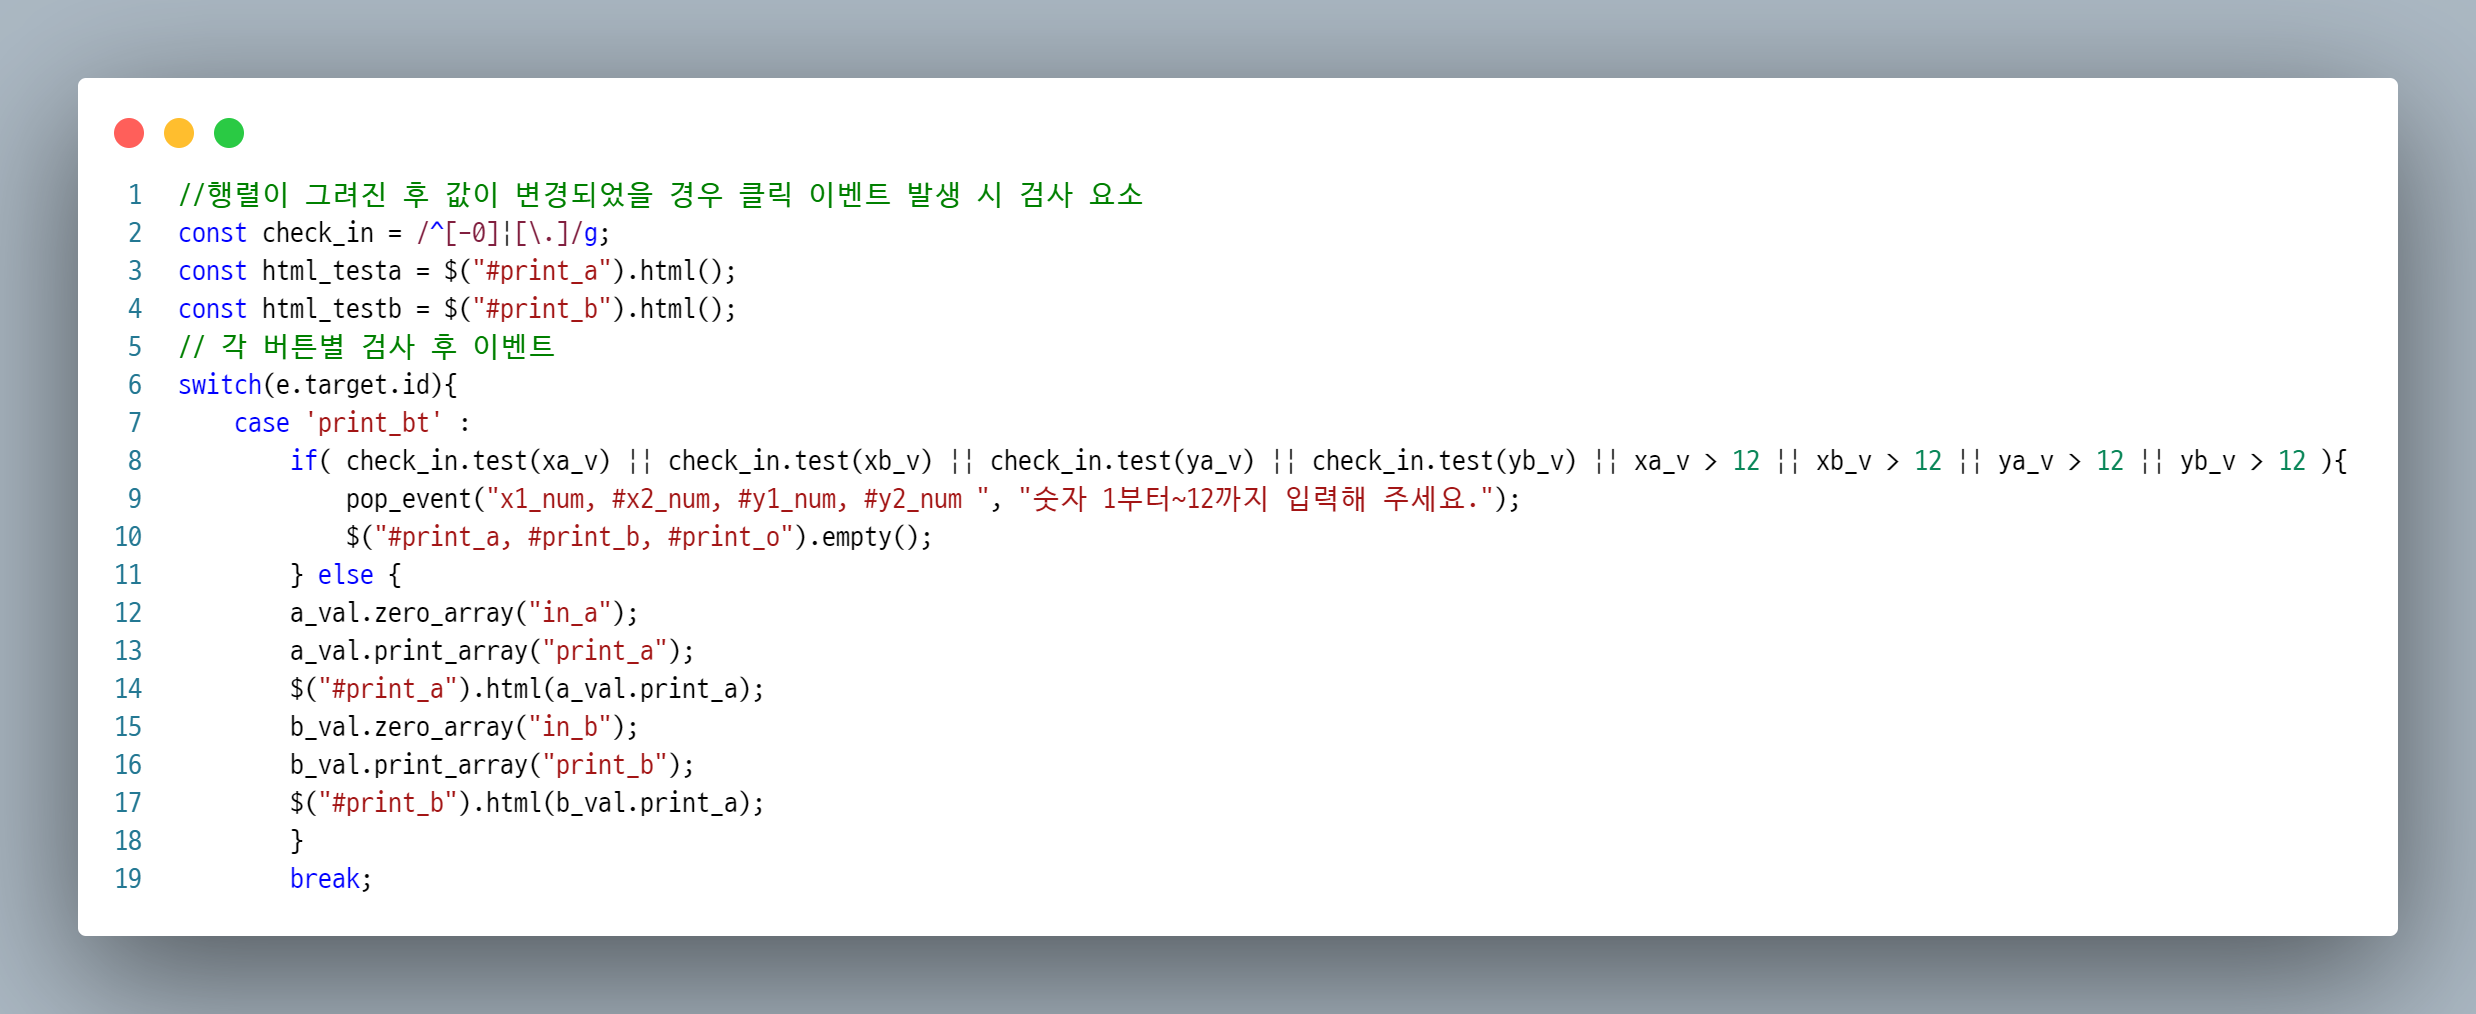 1 //행렬이 그려진 후 값이 변경되었을 경우 클릭 이벤트 발생 시 검사 요소
2 const check_in = /^[-0]|[\.]/g;
3 const html_testa = $("#print_a").html();
4 const html_testb = $("#print_b").html();
5 // 각 버튼별 검사 후 이벤트
6 switch(e.target.id){
7     case 'print_bt' :
8         if( check_in.test(xa_v) || check_in.test(xb_v) || check_in.test(ya_v) || check_in.test(yb_v) || xa_v > 12 || xb_v > 12 || ya_v > 12 || yb_v > 12 ){
9             pop_event("x1_num, #x2_num, #y1_num, #y2_num ", "숫자 1부터~12까지 입력해 주세요.");
10             $("#print_a, #print_b, #print_o").empty();
11         } else {
12         a_val.zero_array("in_a");
13         a_val.print_array("print_a");
14         $("#print_a").html(a_val.print_a);
15         b_val.zero_array("in_b");
16         b_val.print_array("print_b");
17         $("#print_b").html(b_val.print_a);
18         }
19         break;